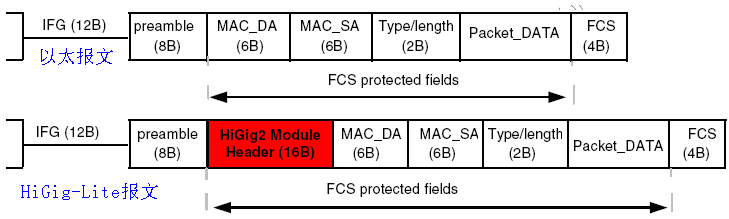 IFG (12B)
preamble
(8B)
MAC_DA
(6B)
MAC_SA
(6B)
Type/length
(2B)
Packet_DATA
FCS
(4B)
以太报文
FCS protected fields
IFG (12B)
preamble
(8B)
HiGig2 Module
Header (16B)
MAC_DA
(6B)
MAC_SA
(6B)
Type/length
(2B)
Packet_DATA
FCS
(4B)
HiGig-Lite报文
FCS protected fields